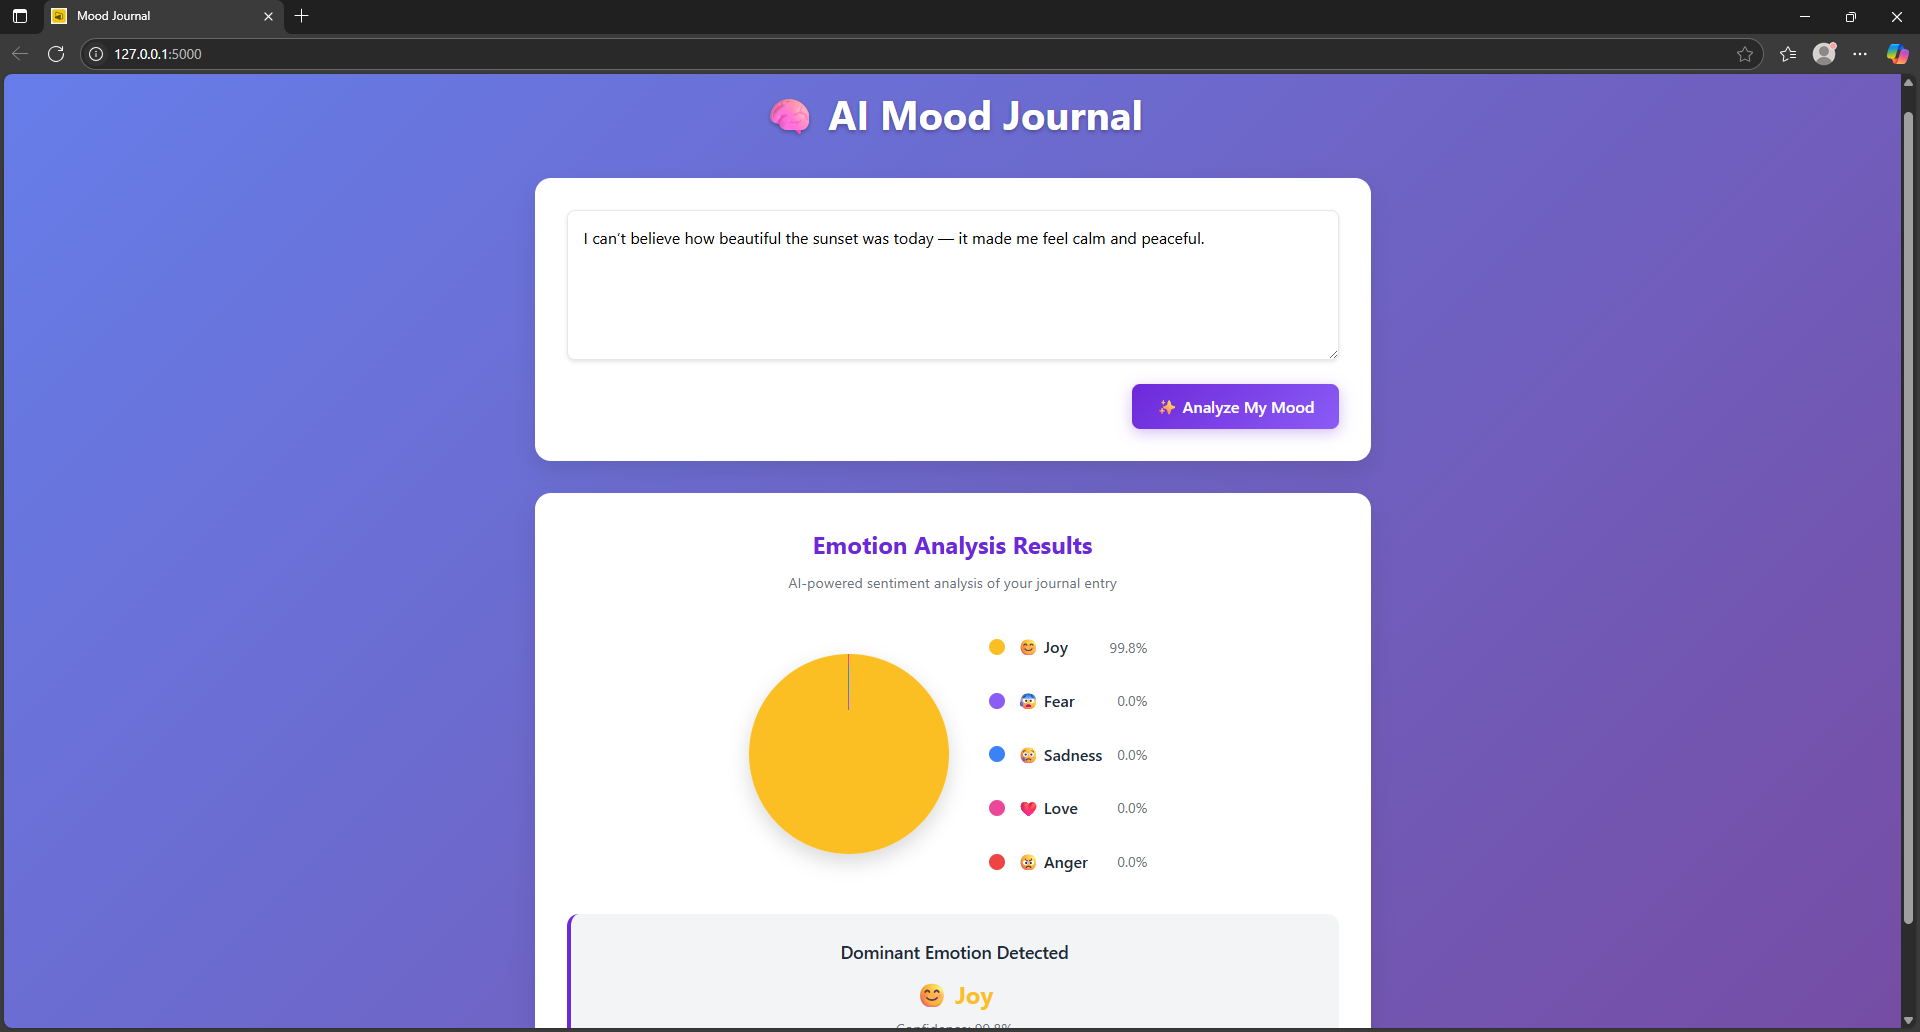 Mood Journal
127.0.0.1:5000
🧠 AI Mood Journal
I can't believe how beautiful the sunset was today — it made me feel calm and peaceful.
✨ Analyze My Mood
Emotion Analysis Results
AI-powered sentiment analysis of your journal entry
😊 Joy 99.8%
😨 Fear 0.0%
😢 Sadness 0.0%
❤️ Love 0.0%
😠 Anger 0.0%
Dominant Emotion Detected
😊 Joy
Confidence: 99.8%